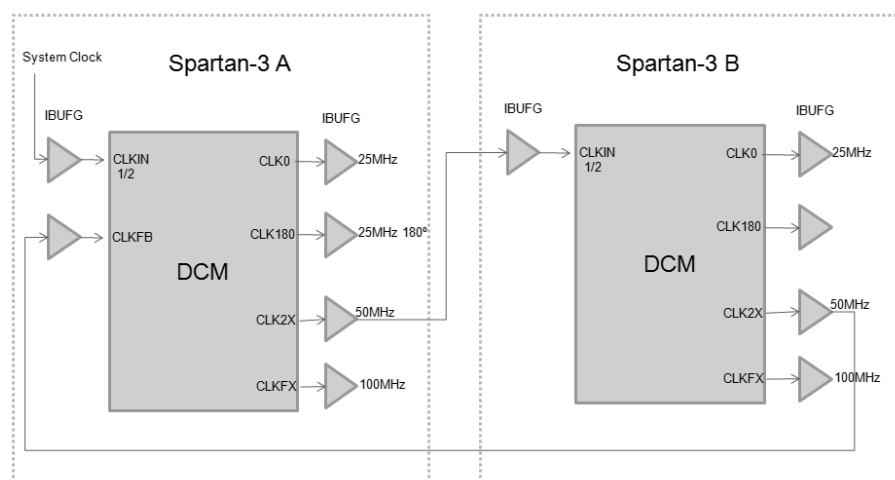 System Clock
Spartan-3 A
IBUFG
IBUFG
CLKIN
1/2
CLK0
25MHz
CLKFB
CLK180
25MHz 180º
DCM
CLK2X
50MHz
CLKFX
100MHz
Spartan-3 B
IBUFG
IBUFG
CLKIN
1/2
CLK0
25MHz
CLK180
DCM
CLK2X
50MHz
CLKFX
100MHz